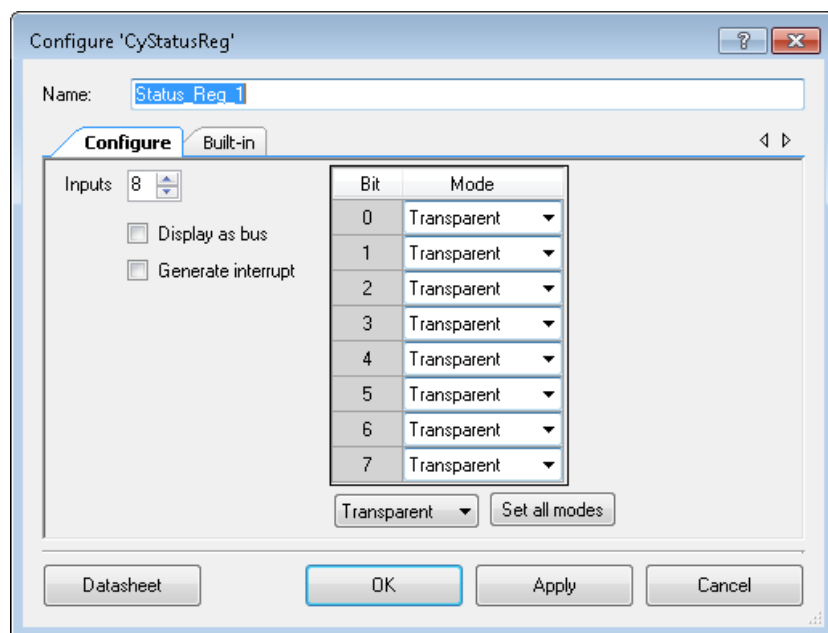 Configure 'CyStatusReg'
Name: Status_Reg_1
Configure Built-in
Inputs 8
Display as bus
Generate interrupt
Bit Mode
0 Transparent
1 Transparent
2 Transparent
3 Transparent
4 Transparent
5 Transparent
6 Transparent
7 Transparent
Transparent Set all modes
Datasheet OK Apply Cancel